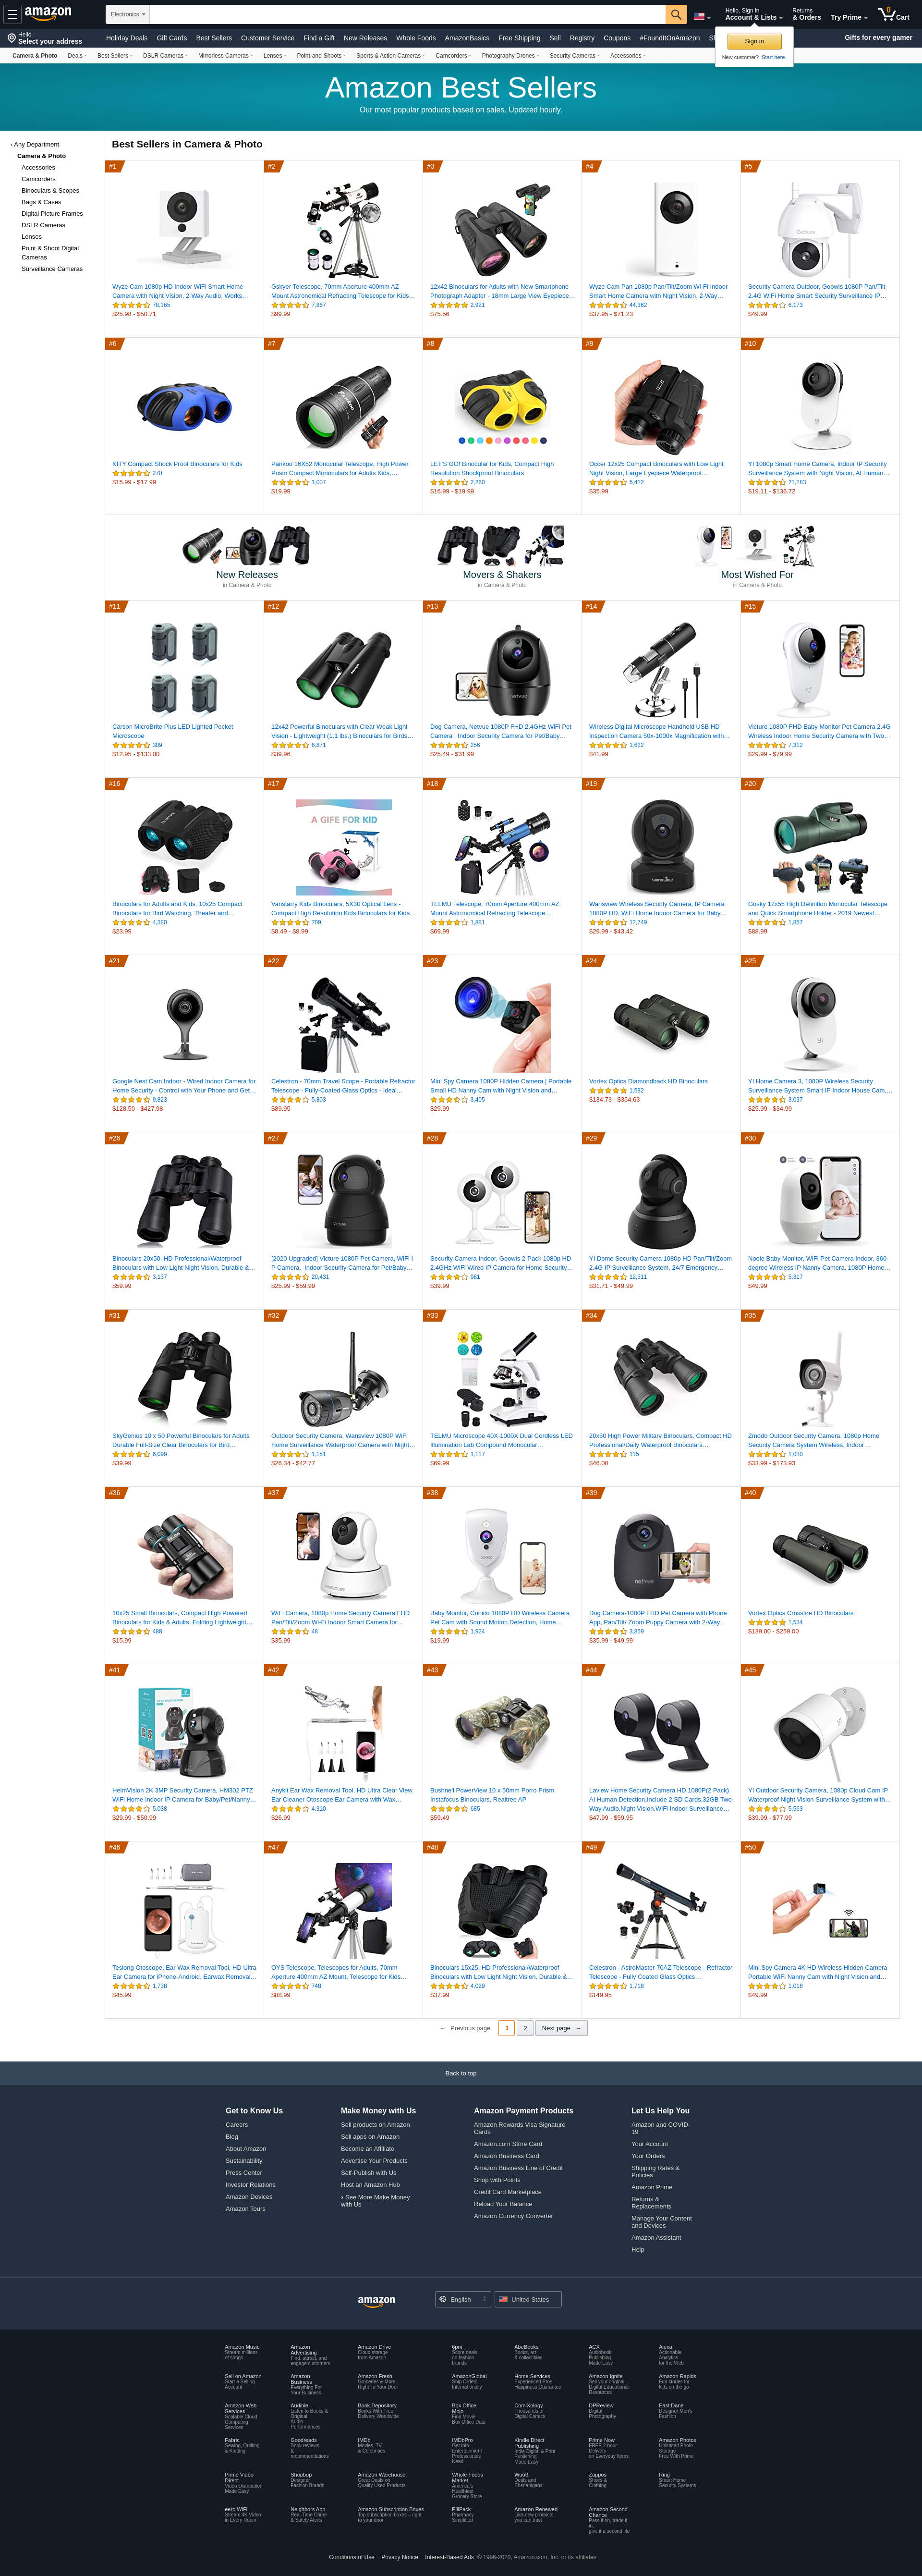 amazon
Electronics
Hello, Sign in
Account & Lists
Returns
& Orders
Try Prime
0
Cart
Hello
Select your address
Holiday Deals Gift Cards Best Sellers Customer Service Find a Gift New Releases Whole Foods AmazonBasics Free Shipping Sell Registry Coupons #FoundItOnAmazon
Gifts for every gamer
Sign in
New customer? Start here.
Camera & Photo Deals Best Sellers DSLR Cameras Mirrorless Cameras Lenses Point-and-Shoots Sports & Action Cameras Camcorders Photography Drones Security Cameras Accessories
Amazon Best Sellers
Our most popular products based on sales. Updated hourly.
‹ Any Department
Camera & Photo
Accessories
Camcorders
Binoculars & Scopes
Bags & Cases
Digital Picture Frames
DSLR Cameras
Lenses
Point & Shoot Digital
Cameras
Surveillance Cameras
Best Sellers in Camera & Photo
#1
Wyze Cam 1080p HD Indoor WiFi Smart Home
Camera with Night Vision, 2-Way Audio, Works…
78,165
$25.98 - $50.71
#2
Gskyer Telescope, 70mm Aperture 400mm AZ
Mount Astronomical Refracting Telescope for Kids…
7,867
$99.99
#3
12x42 Binoculars for Adults with New Smartphone
Photograph Adapter - 18mm Large View Eyepiece…
2,921
$75.56
#4
Wyze Cam Pan 1080p Pan/Tilt/Zoom Wi-Fi Indoor
Smart Home Camera with Night Vision, 2-Way…
44,362
$37.95 - $71.23
#5
Security Camera Outdoor, Goowls 1080P Pan/Tilt
2.4G WiFi Home Smart Security Surveillance IP…
6,173
$49.99
#6
KITY Compact Shock Proof Binoculars for Kids
270
$15.99 - $17.99
#7
Pankoo 16X52 Monocular Telescope, High Power
Prism Compact Monoculars for Adults Kids,…
1,007
$19.99
#8
LET'S GO! Binocular for Kids, Compact High
Resolution Shockproof Binoculars
2,260
$16.99 - $19.99
#9
Occer 12x25 Compact Binoculars with Low Light
Night Vision, Large Eyepiece Waterproof…
5,412
$35.99
#10
YI 1080p Smart Home Camera, Indoor IP Security
Surveillance System with Night Vision, AI Human…
21,283
$19.11 - $136.72
New Releases
in Camera & Photo
Movers & Shakers
in Camera & Photo
Most Wished For
in Camera & Photo
#11
Carson MicroBrite Plus LED Lighted Pocket
Microscope
309
$12.95 - $133.00
#12
12x42 Powerful Binoculars with Clear Weak Light
Vision - Lightweight (1.1 lbs.) Binoculars for Birds…
6,871
$39.96
#13
netvue
Dog Camera, Netvue 1080P FHD 2.4GHz WiFi Pet
Camera , Indoor Security Camera for Pet/Baby…
256
$25.49 - $31.99
#14
Wireless Digital Microscope Handheld USB HD
Inspection Camera 50x-1000x Magnification with…
1,622
$41.99
#15
Victure 1080P FHD Baby Monitor Pet Camera 2.4G
Wireless Indoor Home Security Camera with Two…
7,312
$29.99 - $79.99
#16
Binoculars for Adults and Kids, 10x25 Compact
Binoculars for Bird Watching, Theater and…
4,380
$23.99
#17
A GIFE FOR KID
Vanstarry Kids Binoculars, 5X30 Optical Lens -
Compact High Resolution Kids Binoculars for Kids…
709
$8.49 - $8.99
#18
TELMU Telescope, 70mm Aperture 400mm AZ
Mount Astronomical Refracting Telescope…
1,881
$69.99
#19
Wansview Wireless Security Camera, IP Camera
1080P HD, WiFi Home Indoor Camera for Baby…
12,749
$29.99 - $43.42
#20
Gosky 12x55 High Definition Monocular Telescope
and Quick Smartphone Holder - 2019 Newest…
1,857
$88.99
#21
Google Nest Cam Indoor - Wired Indoor Camera for
Home Security - Control with Your Phone and Get…
9,823
$128.50 - $427.98
#22
Celestron - 70mm Travel Scope - Portable Refractor
Telescope - Fully-Coated Glass Optics - Ideal…
5,803
$89.95
#23
Mini Spy Camera 1080P Hidden Camera | Portable
Small HD Nanny Cam with Night Vision and…
3,405
$29.99
#24
Vortex Optics Diamondback HD Binoculars
1,582
$134.73 - $354.63
#25
YI Home Camera 3, 1080P Wireless Security
Surveillance System Smart IP Indoor House Cam,…
3,037
$25.99 - $34.99
#26
Binoculars 20x50, HD Professional/Waterproof
Binoculars with Low Light Night Vision, Durable &…
3,137
$59.99
#27
[2020 Upgraded] Victure 1080P Pet Camera, WiFi I
P Camera, Indoor Security Camera for Pet/Baby…
20,431
$25.99 - $59.99
#28
Security Camera Indoor, Goowls 2-Pack 1080p HD
2.4GHz WiFi Wired IP Camera for Home Security…
981
$39.99
#29
YI Dome Security Camera 1080p HD Pan/Tilt/Zoom
2.4G IP Surveillance System, 24/7 Emergency…
12,511
$31.71 - $49.99
#30
Nooie Baby Monitor, WiFi Pet Camera Indoor, 360-
degree Wireless IP Nanny Camera, 1080P Home…
5,317
$49.99
#31
SkyGenius 10 x 50 Powerful Binoculars for Adults
Durable Full-Size Clear Binoculars for Bird…
6,099
$39.99
#32
Outdoor Security Camera, Wansview 1080P WiFi
Home Surveillance Waterproof Camera with Night…
1,151
$26.34 - $42.77
#33
TELMU Microscope 40X-1000X Dual Cordless LED
Illumination Lab Compound Monocular…
1,117
$69.99
#34
20x50 High Power Military Binoculars, Compact HD
Professional/Daily Waterproof Binoculars…
115
$46.00
#35
Zmodo Outdoor Security Camera, 1080p Home
Security Camera System Wireless, Indoor…
1,080
$33.99 - $173.93
#36
10x25 Small Binoculars, Compact High Powered
Binoculars for Kids & Adults, Folding Lightweight…
488
$15.99
#37
WiFi Camera, 1080p Home Security Camera FHD
Pan/Tilt/Zoom Wi-Fi Indoor Smart Camera for…
48
$35.99
#38
Baby Monitor, Conico 1080P HD Wireless Camera
Pet Cam with Sound Motion Detection, Home…
1,924
$19.99
#39
netvue
Dog Camera-1080P FHD Pet Camera with Phone
App, Pan/Tilt/ Zoom Puppy Camera with 2-Way…
3,859
$35.99 - $49.99
#40
Vortex Optics Crossfire HD Binoculars
1,534
$139.00 - $259.00
#41
HeimVision 2K 3MP Security Camera, HM302 PTZ
WiFi Home Indoor IP Camera for Baby/Pet/Nanny…
5,038
$29.99 - $50.99
#42
Anykit Ear Wax Removal Tool, HD Ultra Clear View
Ear Cleaner Otoscope Ear Camera with Wax…
4,310
$26.99
#43
Bushnell PowerView 10 x 50mm Porro Prism
Instafocus Binoculars, Realtree AP
685
$59.49
#44
Laview Home Security Camera HD 1080P(2 Pack)
AI Human Detection,Include 2 SD Cards,32GB Two-
Way Audio,Night Vision,WiFi Indoor Surveillance…
$47.99 - $59.95
#45
YI Outdoor Security Camera, 1080p Cloud Cam IP
Waterproof Night Vision Surveillance System with…
5,563
$39.99 - $77.99
#46
Teslong Otoscope, Ear Wax Removal Tool, HD Ultra
Ear Camera for iPhone-Android, Earwax Removal…
1,738
$45.99
#47
OYS Telescope, Telescopes for Adults, 70mm
Aperture 400mm AZ Mount, Telescope for Kids…
748
$88.99
#48
Binoculars 15x25, HD Professional/Waterproof
Binoculars with Low Light Night Vision, Durable &…
4,029
$37.99
#49
Celestron - AstroMaster 70AZ Telescope - Refractor
Telescope - Fully Coated Glass Optics…
1,718
$149.95
#50
Mini Spy Camera 4K HD Wireless Hidden Camera
Portable WiFi Nanny Cam with Night Vision and…
1,018
$49.99
← Previous page 1 2 Next page →
Back to top
Get to Know Us
Careers
Blog
About Amazon
Sustainability
Press Center
Investor Relations
Amazon Devices
Amazon Tours
Make Money with Us
Sell products on Amazon
Sell apps on Amazon
Become an Affiliate
Advertise Your Products
Self-Publish with Us
Host an Amazon Hub
› See More Make Money
with Us
Amazon Payment Products
Amazon Rewards Visa Signature
Cards
Amazon.com Store Card
Amazon Business Card
Amazon Business Line of Credit
Shop with Points
Credit Card Marketplace
Reload Your Balance
Amazon Currency Converter
Let Us Help You
Amazon and COVID-
19
Your Account
Your Orders
Shipping Rates &
Policies
Amazon Prime
Returns &
Replacements
Manage Your Content
and Devices
Amazon Assistant
Help
amazon
English
United States
Amazon Music
Stream millions
of songs
Amazon
Advertising
Find, attract, and
engage customers
Amazon Drive
Cloud storage
from Amazon
6pm
Score deals
on fashion
brands
AbeBooks
Books, art
& collectibles
ACX
Audiobook
Publishing
Made Easy
Alexa
Actionable
Analytics
for the Web
Sell on Amazon
Start a Selling
Account
Amazon
Business
Everything For
Your Business
Amazon Fresh
Groceries & More
Right To Your Door
AmazonGlobal
Ship Orders
Internationally
Home Services
Experienced Pros
Happiness Guarantee
Amazon Ignite
Sell your original
Digital Educational
Resources
Amazon Rapids
Fun stories for
kids on the go
Amazon Web
Services
Scalable Cloud
Computing
Services
Audible
Listen to Books &
Original
Audio
Performances
Book Depository
Books With Free
Delivery Worldwide
Box Office
Mojo
Find Movie
Box Office Data
ComiXology
Thousands of
Digital Comics
DPReview
Digital
Photography
East Dane
Designer Men's
Fashion
Fabric
Sewing, Quilting
& Knitting
Goodreads
Book reviews
&
recommendations
IMDb
Movies, TV
& Celebrities
IMDbPro
Get Info
Entertainment
Professionals
Need
Kindle Direct
Publishing
Indie Digital & Print
Publishing
Made Easy
Prime Now
FREE 2-hour
Delivery
on Everyday Items
Amazon Photos
Unlimited Photo
Storage
Free With Prime
Prime Video
Direct
Video Distribution
Made Easy
Shopbop
Designer
Fashion Brands
Amazon Warehouse
Great Deals on
Quality Used Products
Whole Foods
Market
America's
Healthiest
Grocery Store
Woot!
Deals and
Shenanigans
Zappos
Shoes &
Clothing
Ring
Smart Home
Security Systems
eero WiFi
Stream 4K Video
in Every Room
Neighbors App
Real-Time Crime
& Safety Alerts
Amazon Subscription Boxes
Top subscription boxes – right
to your door
PillPack
Pharmacy
Simplified
Amazon Renewed
Like-new products
you can trust
Amazon Second
Chance
Pass it on, trade it
in,
give it a second life
Conditions of Use Privacy Notice Interest-Based Ads © 1996-2020, Amazon.com, Inc. or its affiliates